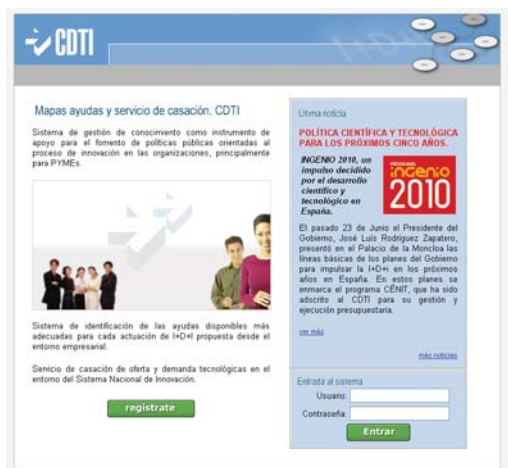 CDTI
Mapas ayudas y servicio de casación. CDTI
Sistema de gestión de conocimiento como instrumento de
apoyo para el fomento de políticas públicas orientadas al
proceso de innovación en las organizaciones, principalmente
para PYMEs.
Sistema de identificación de las ayudas disponibles más
adecuadas para cada actuación de I+D+I propuesta desde el
entorno empresarial.
Servicio de casación de oferta y demanda tecnológicas en el
entorno del Sistema Nacional de Innovación.
regístrate
Última noticia
POLÍTICA CIENTÍFICA Y TECNOLÓGICA
PARA LOS PRÓXIMOS CINCO AÑOS.
INGENIO 2010, un
impulso decidido
por el desarrollo
científico y
tecnológico en
España.
PROGRAMA
ingenio
2010
El pasado 23 de Junio el Presidente del
Gobierno, José Luis Rodríguez Zapatero,
presentó en el Palacio de la Moncloa las
líneas básicas de los planes del Gobierno
para impulsar la I+D+i en los próximos
años en España. En estos planes se
enmarca el programa CÉNIT, que ha sido
adscrito al CDTI para su gestión y
ejecución presupuestaria.
ver más
más noticias
Entrada al sistema
Usuario:
Contraseña:
Entrar